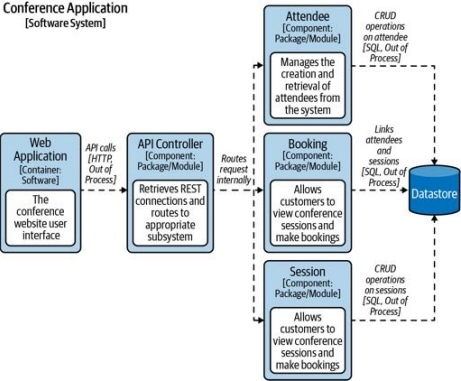 Conference Application
[Software System]
Web
Application
[Container:
Software]
The
conference
website user
interface
API calls
[HTTP,
Out of
Process]
API Controller
[Component:
Package/Module]
Retrieves REST
connections and
routes to
appropriate
subsystem
Routes
request
internally
Attendee
[Component:
Package/Module]
Manages the
creation and
retrieval of
attendees from
the system
CRUD
operations
on attendee
[SQL, Out of
Process]
Booking
[Component:
Package/Module]
Allows
customers to
view conference
sessions and
make bookings
Links
attendees
and
sessions
[SQL, Out of
Process]
Session
[Component:
Package/Module]
Allows
customers to
view conference
sessions and
make bookings
CRUD
operations
on sessions
[SQL, Out of
Process]
Datastore